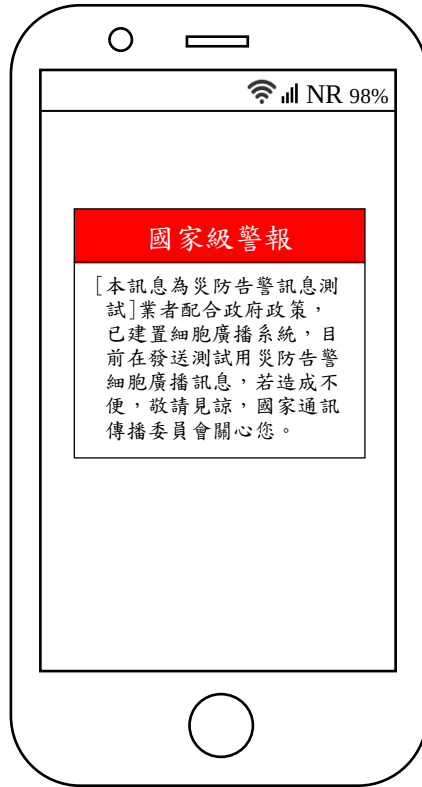 NR 98%
國家級警報
[本訊息為災防告警訊息測
試]業者配合政府政策，
已建置細胞廣播系統，目
前在發送測試用災防告警
細胞廣播訊息，若造成不
便，敬請見諒，國家通訊
傳播委員會關心您。